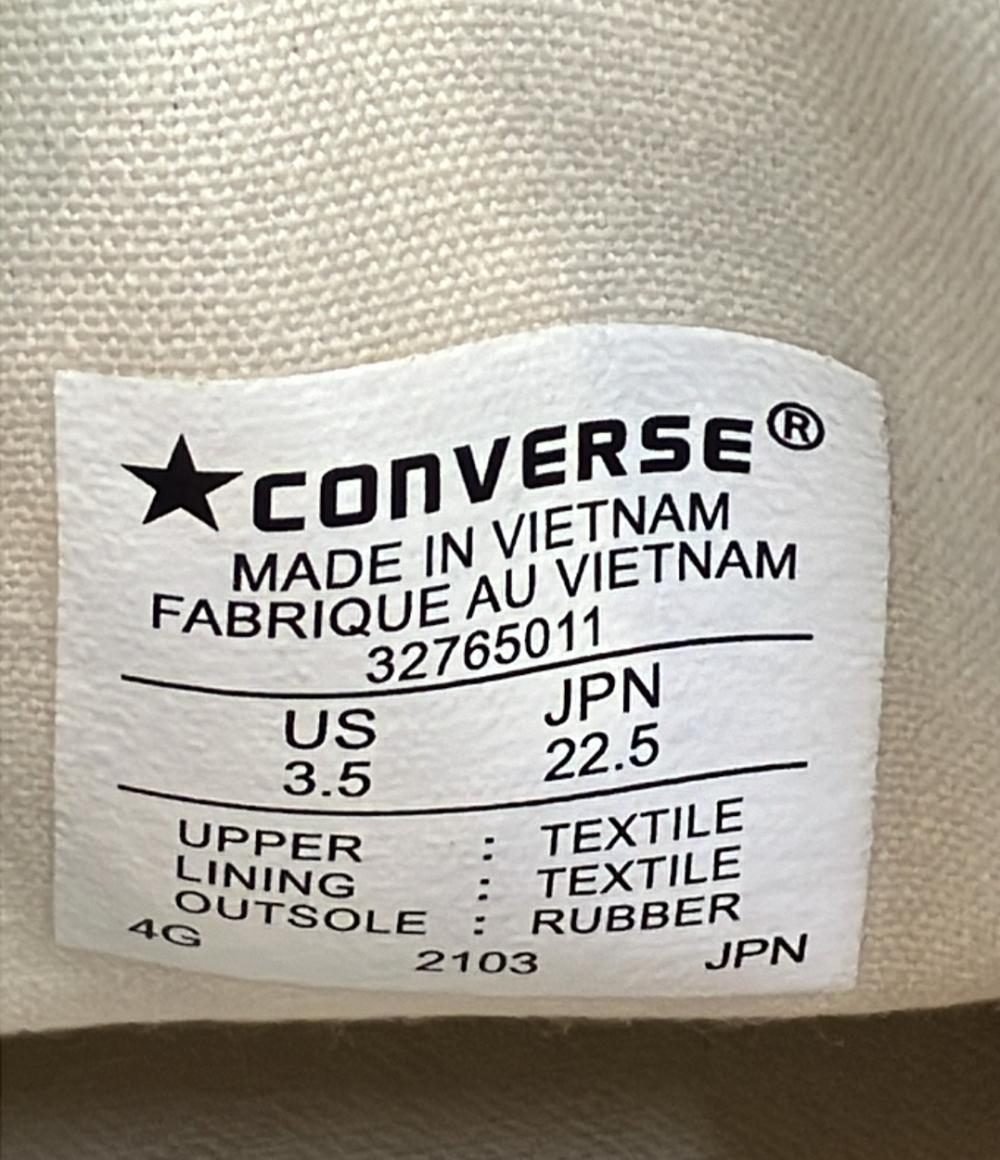 ★CONVERSE®
MADE IN VIETNAM
FABRIQUE AU VIETNAM
32765011
US JPN
3.5 22.5
UPPER : TEXTILE
LINING : TEXTILE
OUTSOLE : RUBBER
4G 2103 JPN